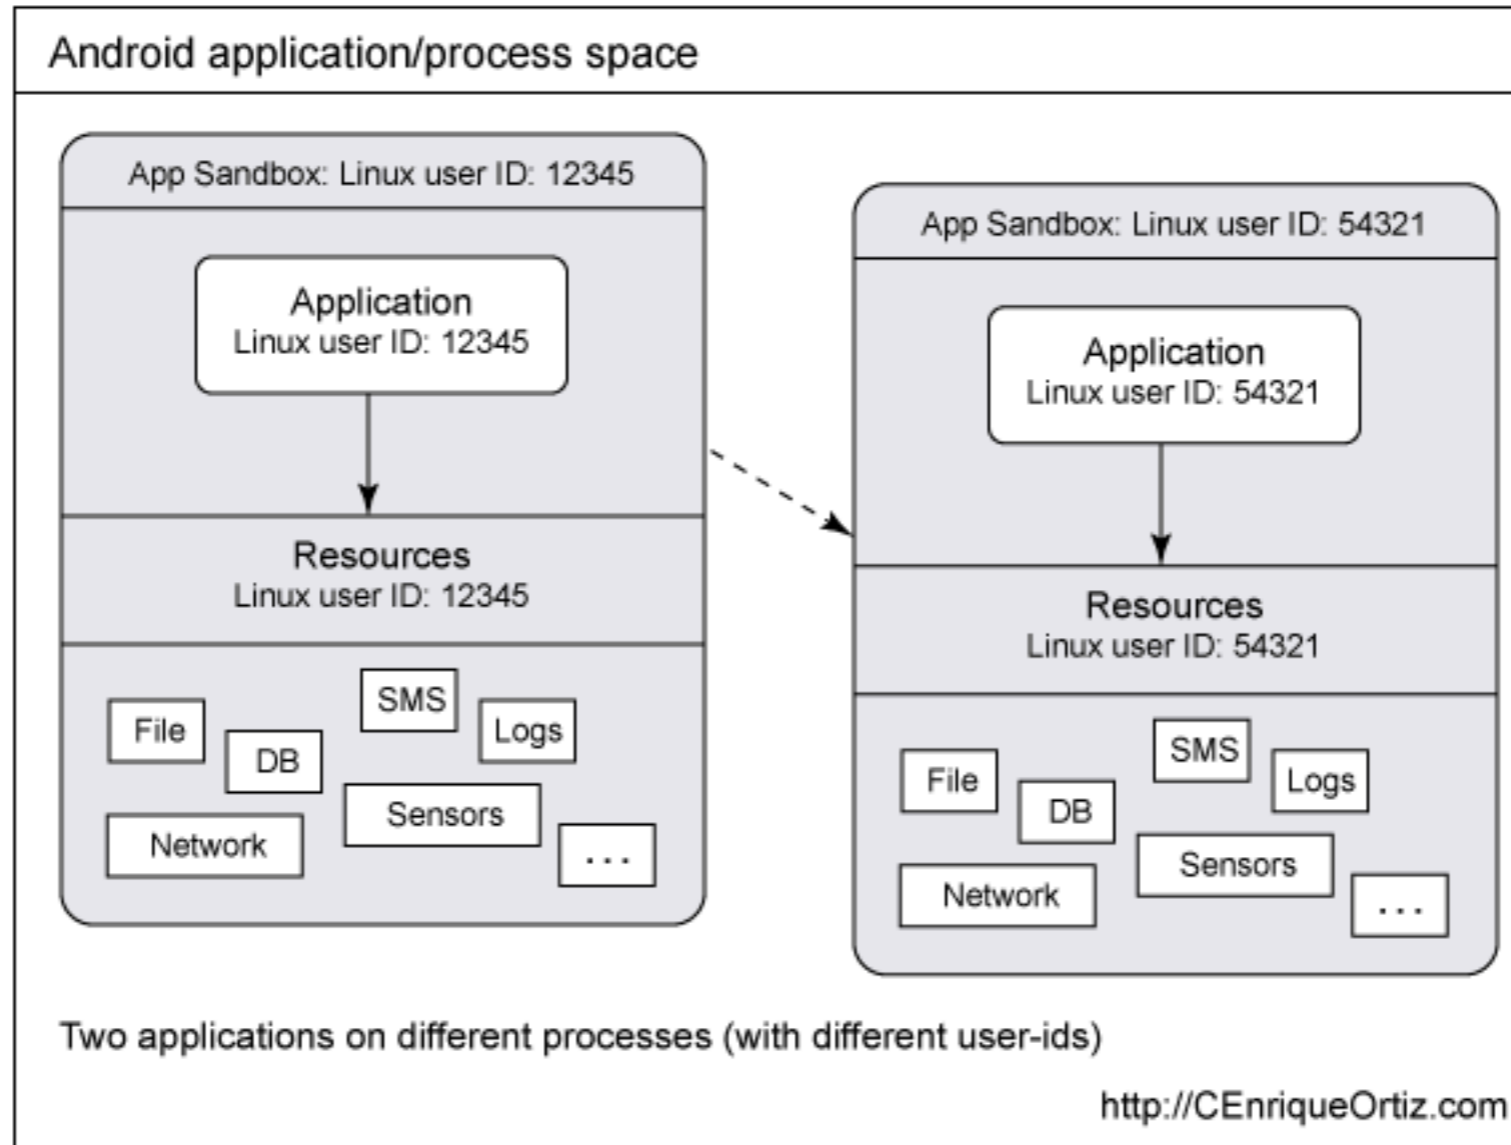 Android application/process space
App Sandbox: Linux user ID: 12345
Application
Linux user ID: 12345
Resources
Linux user ID: 12345
File
DB
SMS
Logs
Network
Sensors
...
App Sandbox: Linux user ID: 54321
Application
Linux user ID: 54321
Resources
Linux user ID: 54321
File
DB
SMS
Logs
Network
Sensors
...
Two applications on different processes (with different user-ids)
http://CEnriqueOrtiz.com